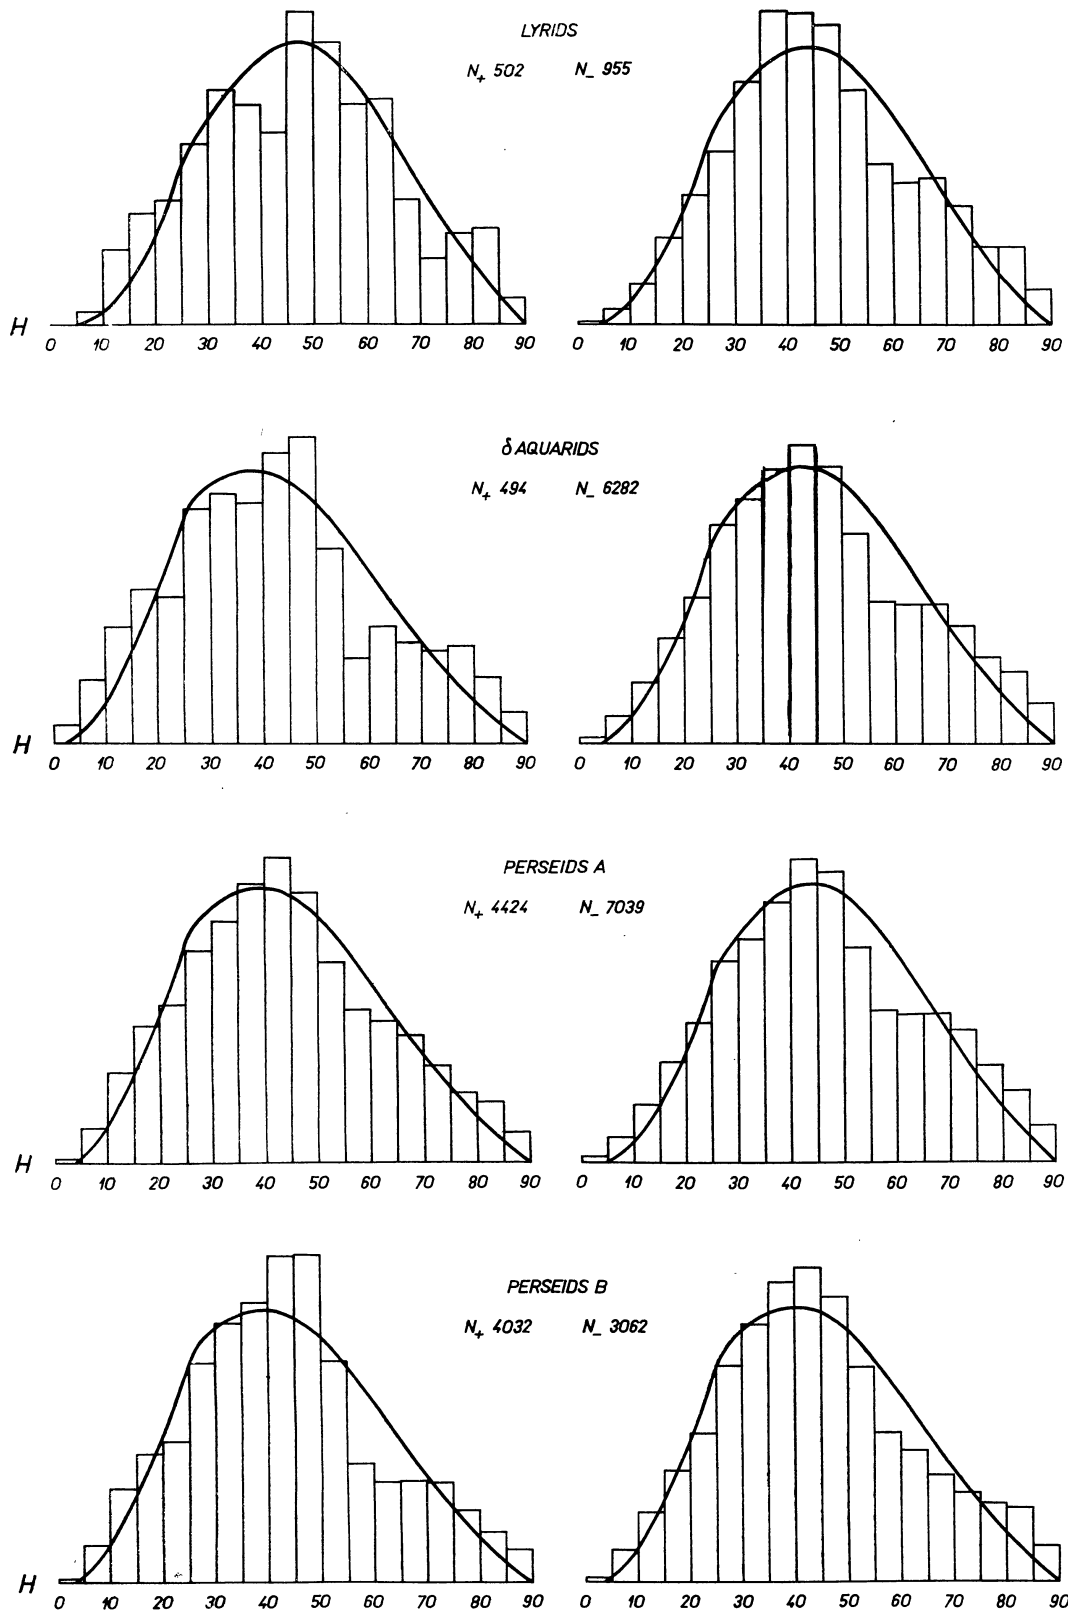 LYRIDS
N+ 502 N– 955
H 0 10 20 30 40 50 60 70 80 90 0 10 20 30 40 50 60 70 80 90
δ AQUARIDS
N+ 494 N– 6282
H 0 10 20 30 40 50 60 70 80 90 0 10 20 30 40 50 60 70 80 90
PERSEIDS A
N+ 4424 N– 7039
H 0 10 20 30 40 50 60 70 80 90 0 10 20 30 40 50 60 70 80 90
PERSEIDS B
N+ 4032 N– 3062
H 0 10 20 30 40 50 60 70 80 90 0 10 20 30 40 50 60 70 80 90